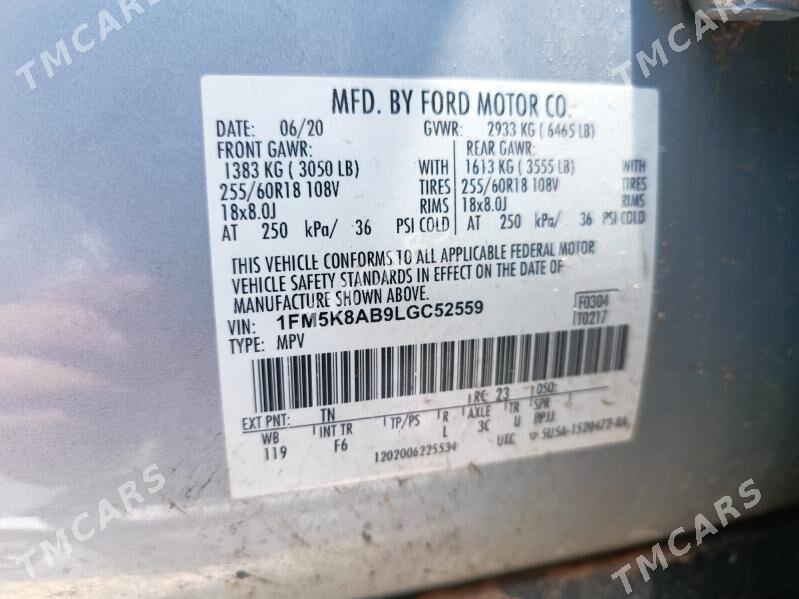 MFD. BY FORD MOTOR CO.
DATE: 06/20 GVWR: 2933 KG ( 6465 LB)
FRONT GAWR: REAR GAWR:
1383 KG ( 3050 LB) WITH 1613 KG ( 3555 LB) WITH
255/60R18 108V TIRES 255/60R18 108V TIRES
18x8.0J RIMS 18x8.0J RIMS
AT 250 kPa/ 36 PSI COLD AT 250 kPa/ 36 PSI COLD
THIS VEHICLE CONFORMS TO ALL APPLICABLE FEDERAL MOTOR
VEHICLE SAFETY STANDARDS IN EFFECT ON THE DATE OF
MANUFACTURE SHOWN ABOVE.
VIN: 1FM5K8AB9LGC52559 F0304
TYPE: MPV T0217
EXT PNT: TN RC: 23 DSO:
WB INT TR TP/PS R AXLE TR SPR
119 F6 L 3C U PPJJ
1202006225534 UTC
TMCARS
TMCARS
TMCARS
TMCARS
TMCARS